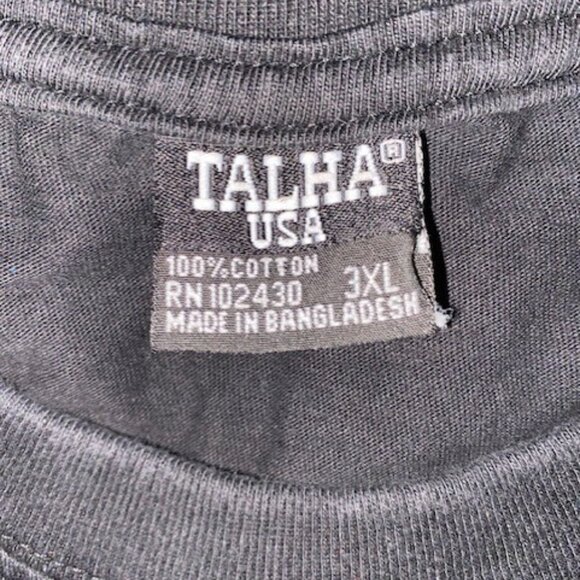 TALHA®
USA
100% COTTON
RN 102430 3XL
MADE IN BANGLADESH